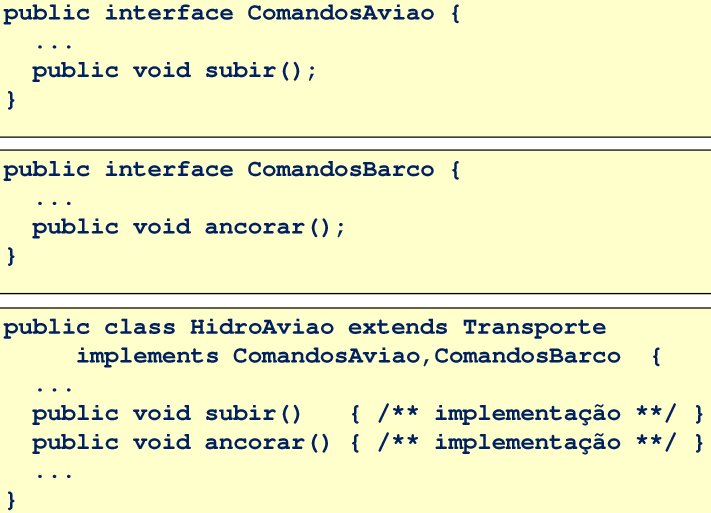 public interface ComandosAviao {
...
public void subir();
}
public interface ComandosBarco {
...
public void ancorar();
}
public class HidroAviao extends Transporte
implements ComandosAviao,ComandosBarco {
...
public void subir() { /** implementação **/ }
public void ancorar() { /** implementação **/ }
...
}